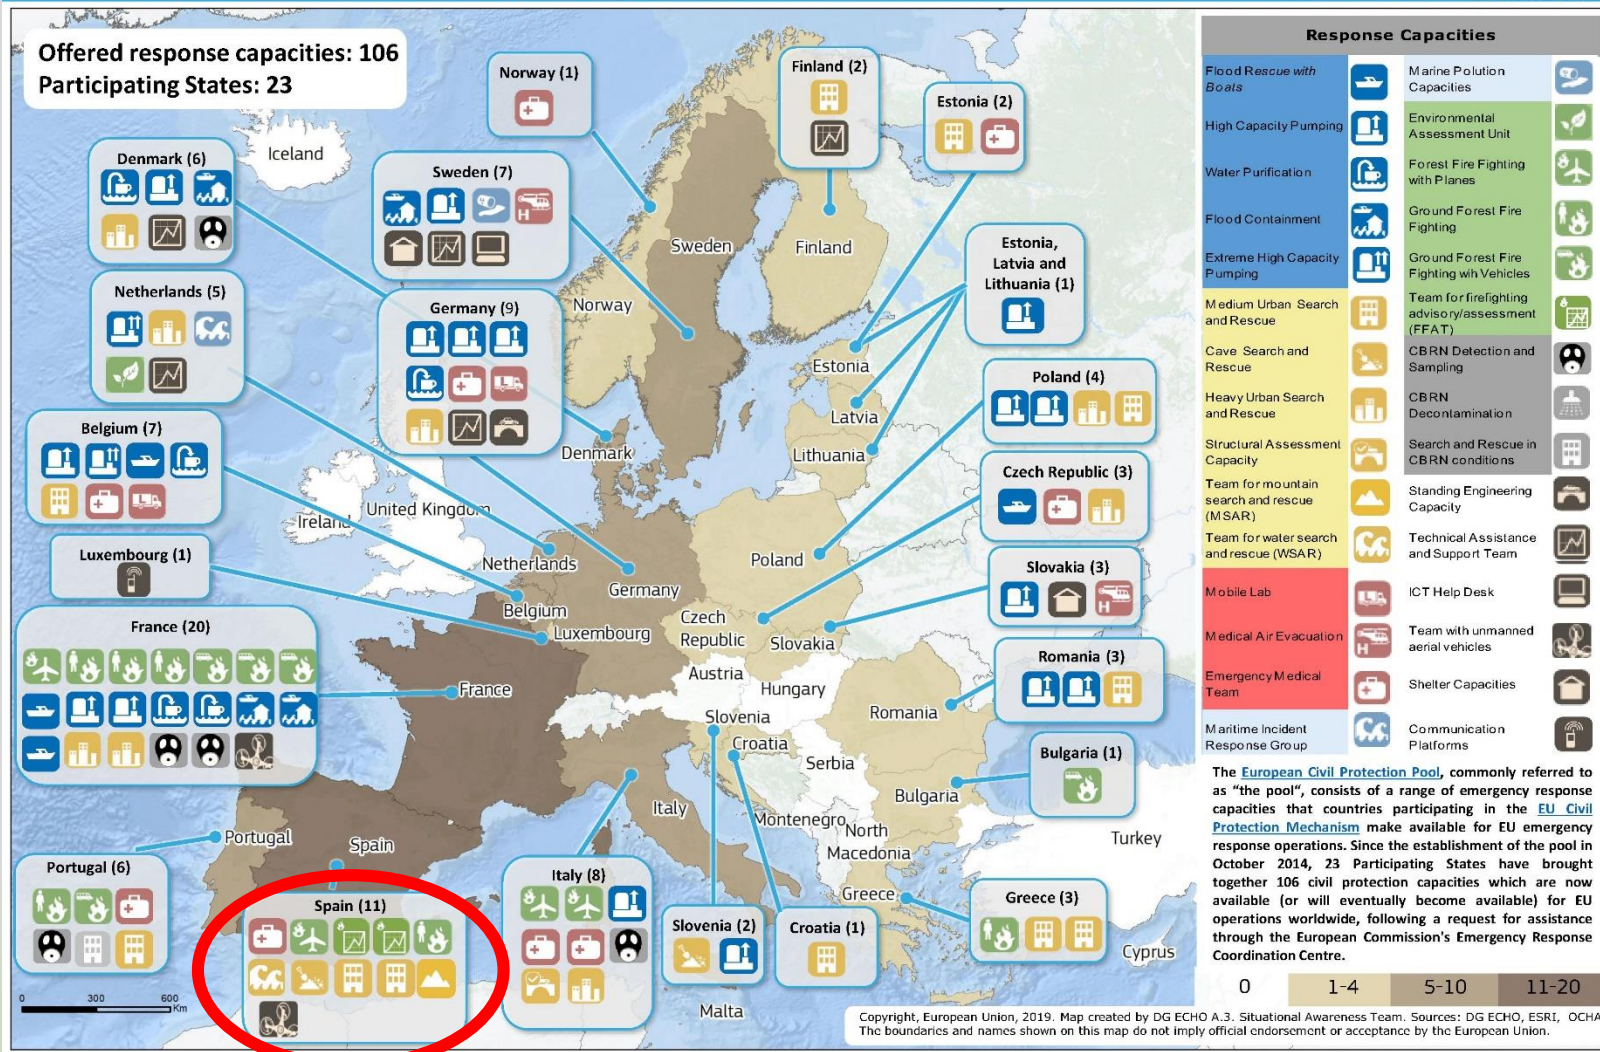 Offered response capacities: 106
Participating States: 23
Norway (1)
Finland (2)
Estonia (2)
Denmark (6)
Iceland
Sweden (7)
Sweden
Finland
Estonia,
Latvia and
Lithuania (1)
Netherlands (5)
Germany (9)
Norway
Estonia
Poland (4)
Latvia
Belgium (7)
Denmark
Lithuania
Czech Republic (3)
Ireland
United Kingdom
Luxembourg (1)
Netherlands
Poland
Slovakia (3)
Germany
Belgium
Czech
Republic
Luxembourg
Slovakia
France (20)
Romania (3)
Austria
Hungary
France
Slovenia
Romania
Croatia
Serbia
Bulgaria (1)
Bulgaria
Italy
Montenegro
North
Macedonia
Turkey
Portugal
Spain
Portugal (6)
Italy (8)
Greece
Greece (3)
Spain (11)
Slovenia (2)
Croatia (1)
Cyprus
Malta
0 300 600
Km
Response Capacities
Flood Rescue with
Boats
High Capacity Pumping
Water Purification
Flood Containment
Extreme High Capacity
Pumping
Medium Urban Search
and Rescue
Cave Search and
Rescue
Heavy Urban Search
and Rescue
Structural Assessment
Capacity
Team for mountain
search and rescue
(MSAR)
Team for water search
and rescue (WSAR)
Mobile Lab
Medical Air Evacuation
Emergency Medical
Team
Maritime Incident
Response Group
Marine Polution
Capacities
Environmental
Assessment Unit
Forest Fire Fighting
with Planes
Ground Forest Fire
Fighting
Ground Forest Fire
Fighting wih Vehicles
Team for firefighting
advisory/assessment
(FFAT)
CBRN Detection and
Sampling
CBRN
Decontamination
Search and Rescue in
CBRN conditions
Standing Engineering
Capacity
Technical Assistance
and Support Team
ICT Help Desk
Team with unmanned
aerial vehicles
Shelter Capacities
Communication
Platforms
The European Civil Protection Pool, commonly referred to
as "the pool", consists of a range of emergency response
capacities that countries participating in the EU Civil
Protection Mechanism make available for EU emergency
response operations. Since the establishment of the pool in
October 2014, 23 Participating States have brought
together 106 civil protection capacities which are now
available (or will eventually become available) for EU
operations worldwide, following a request for assistance
through the European Commission's Emergency Response
Coordination Centre.
0 1-4 5-10 11-20
Copyright, European Union, 2019. Map created by DG ECHO A.3. Situational Awareness Team. Sources: DG ECHO, ESRI, OCHA
The boundaries and names shown on this map do not imply official endorsement or acceptance by the European Union.